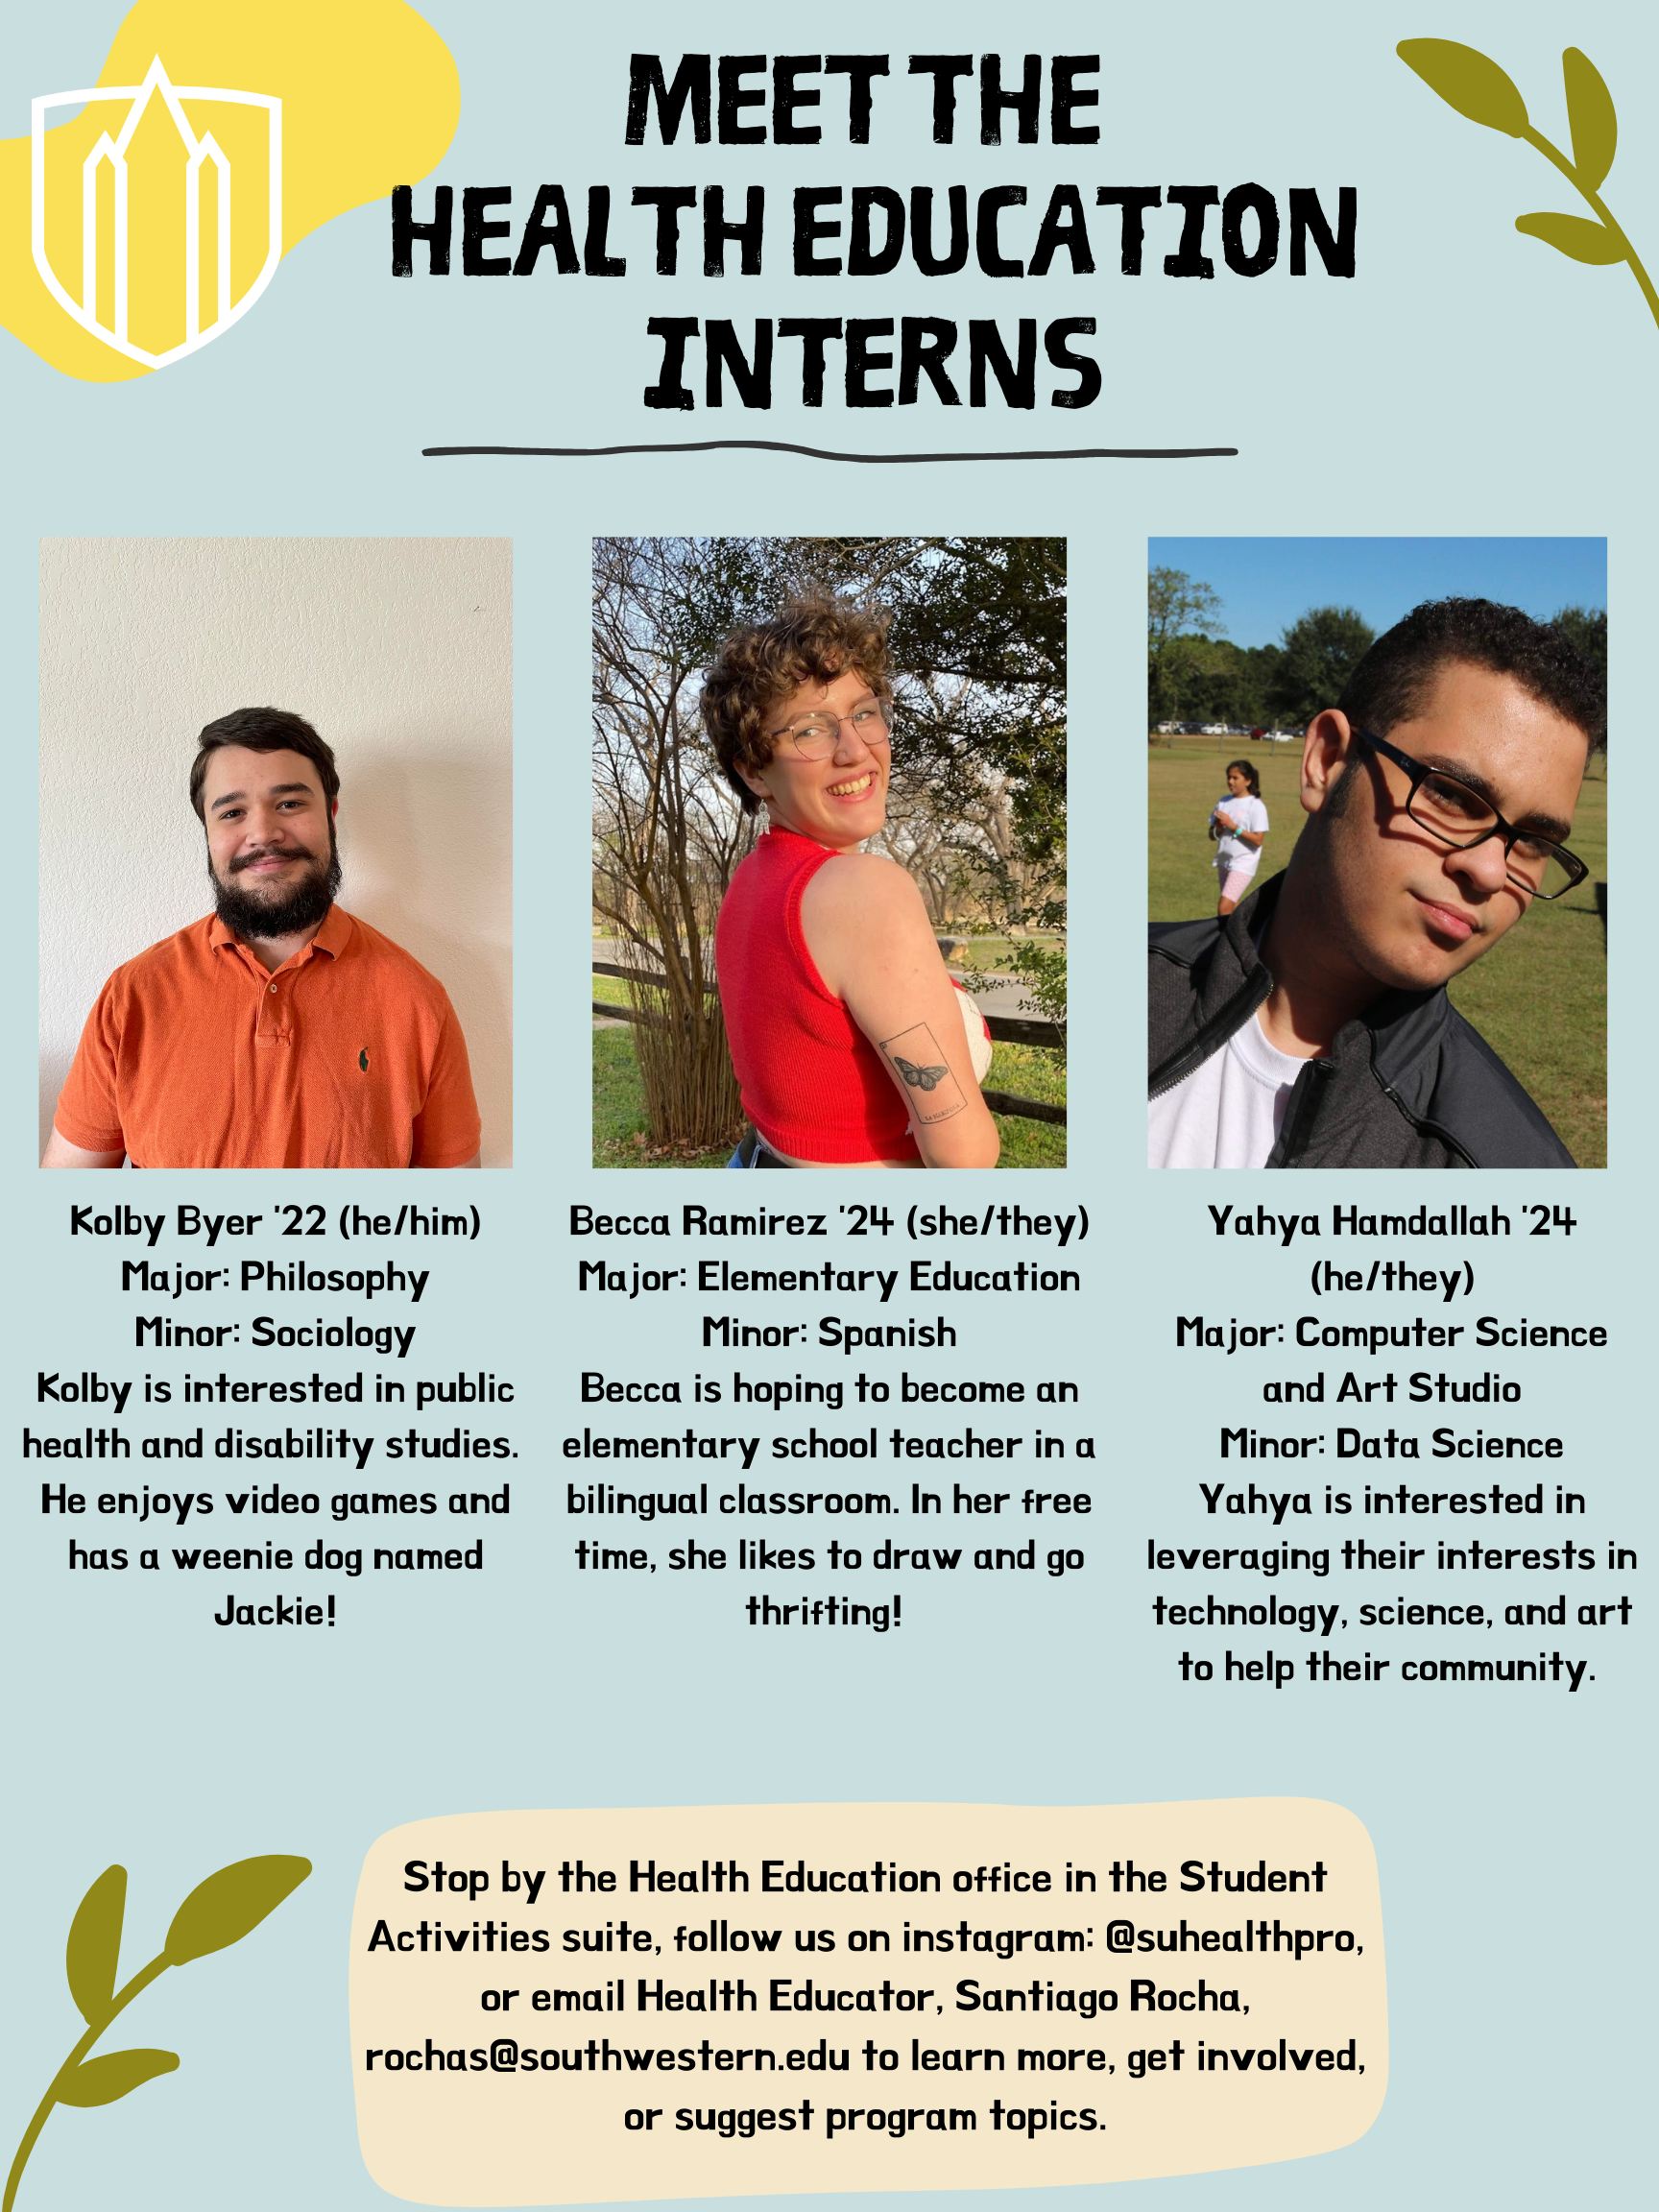 MEET THE
HEALTH EDUCATION
INTERNS
Kolby Byer '22 (he/him)
Major: Philosophy
Minor: Sociology
Kolby is interested in public
health and disability studies.
He enjoys video games and
has a weenie dog named
Jackie!
Becca Ramirez '24 (she/they)
Major: Elementary Education
Minor: Spanish
Becca is hoping to become an
elementary school teacher in a
bilingual classroom. In her free
time, she likes to draw and go
thrifting!
Yahya Hamdallah '24
(he/they)
Major: Computer Science
and Art Studio
Minor: Data Science
Yahya is interested in
leveraging their interests in
technology, science, and art
to help their community.
Stop by the Health Education office in the Student
Activities suite, follow us on instagram: @suhealthpro,
or email Health Educator, Santiago Rocha,
rochas@southwestern.edu to learn more, get involved,
or suggest program topics.